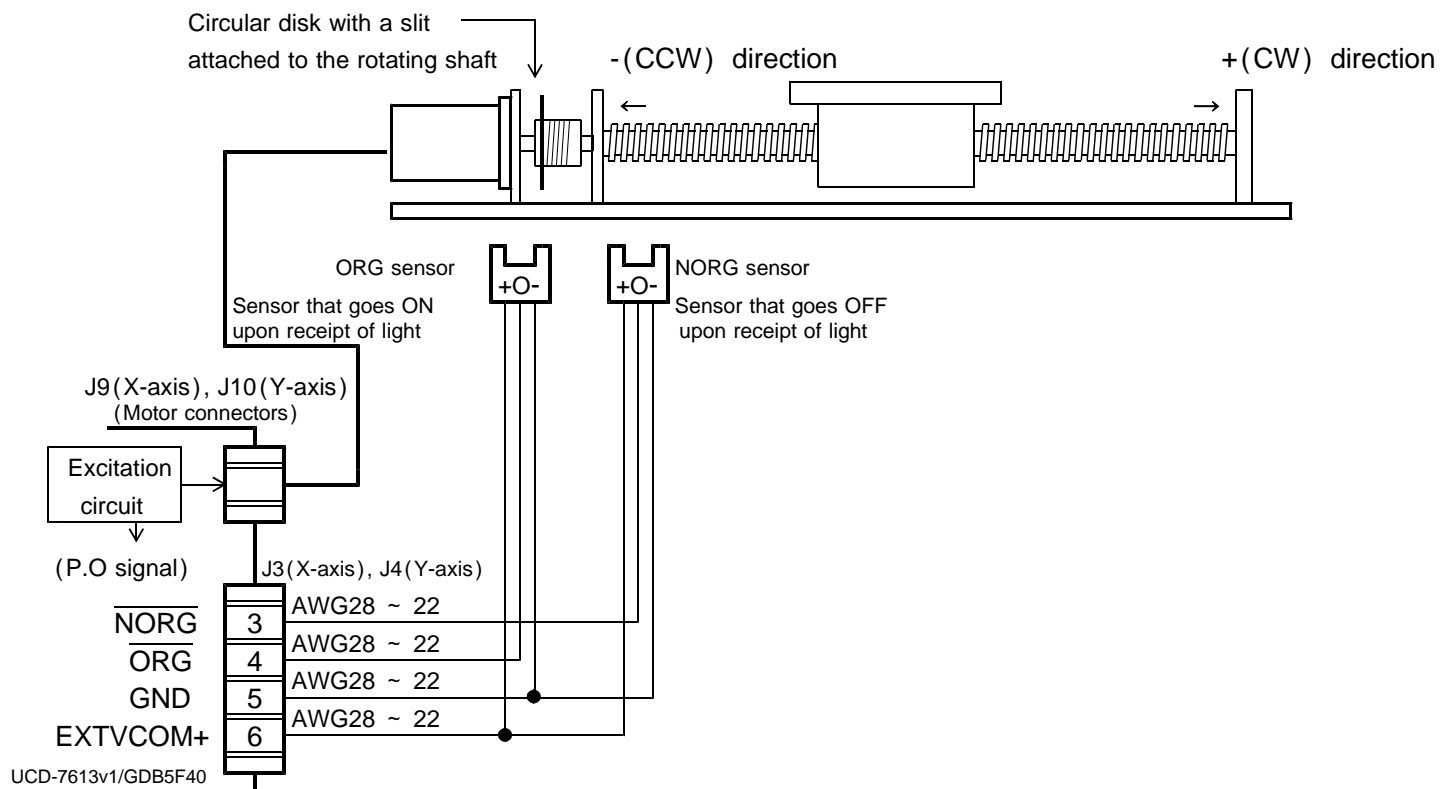 Circular disk with a slit
attached to the rotating shaft
-(CCW) direction
+(CW) direction
ORG sensor
+O-
Sensor that goes ON
upon receipt of light
+O-
NORG sensor
Sensor that goes OFF
upon receipt of light
J9(X-axis), J10(Y-axis)
(Motor connectors)
Excitation
circuit
(P.O signal)
J3(X-axis), J4(Y-axis)
NORG 3 AWG28 ~ 22
ORG 4 AWG28 ~ 22
GND 5 AWG28 ~ 22
EXTVCOM+ 6 AWG28 ~ 22
UCD-7613v1/GDB5F40